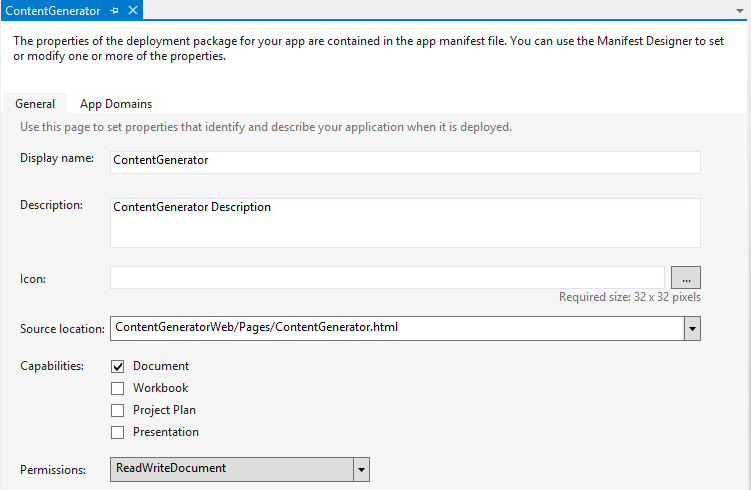 ContentGenerator
The properties of the deployment package for your app are contained in the app manifest file. You can use the Manifest Designer to set
or modify one or more of the properties.
General App Domains
Use this page to set properties that identify and describe your application when it is deployed.
Display name: ContentGenerator
Description: ContentGenerator Description
Icon: ...
Required size: 32 x 32 pixels
Source location: ContentGeneratorWeb/Pages/ContentGenerator.html
Capabilities: Document
Workbook
Project Plan
Presentation
Permissions: ReadWriteDocument